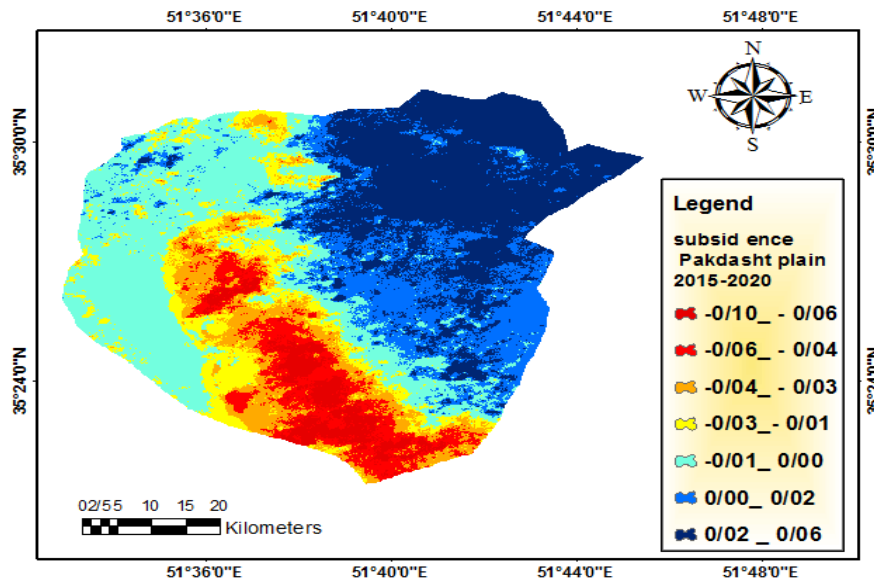 51°36'0"E 51°40'0"E 51°44'0"E 51°48'0"E
N
W E
S
35°30'0"N 35°30'0"N
Legend
subsid ence
Pakdasht plain
2015-2020
-0/10_ - 0/06
-0/06_ - 0/04
-0/04 _ - 0/03
-0/03_- 0/01
-0/01_ 0/00
0/00_ 0/02
0/02 _ 0/06
35°24'0"N 35°24'0"N
02/5 5 10 15 20
Kilometers
51°36'0"E 51°40'0"E 51°44'0"E 51°48'0"E